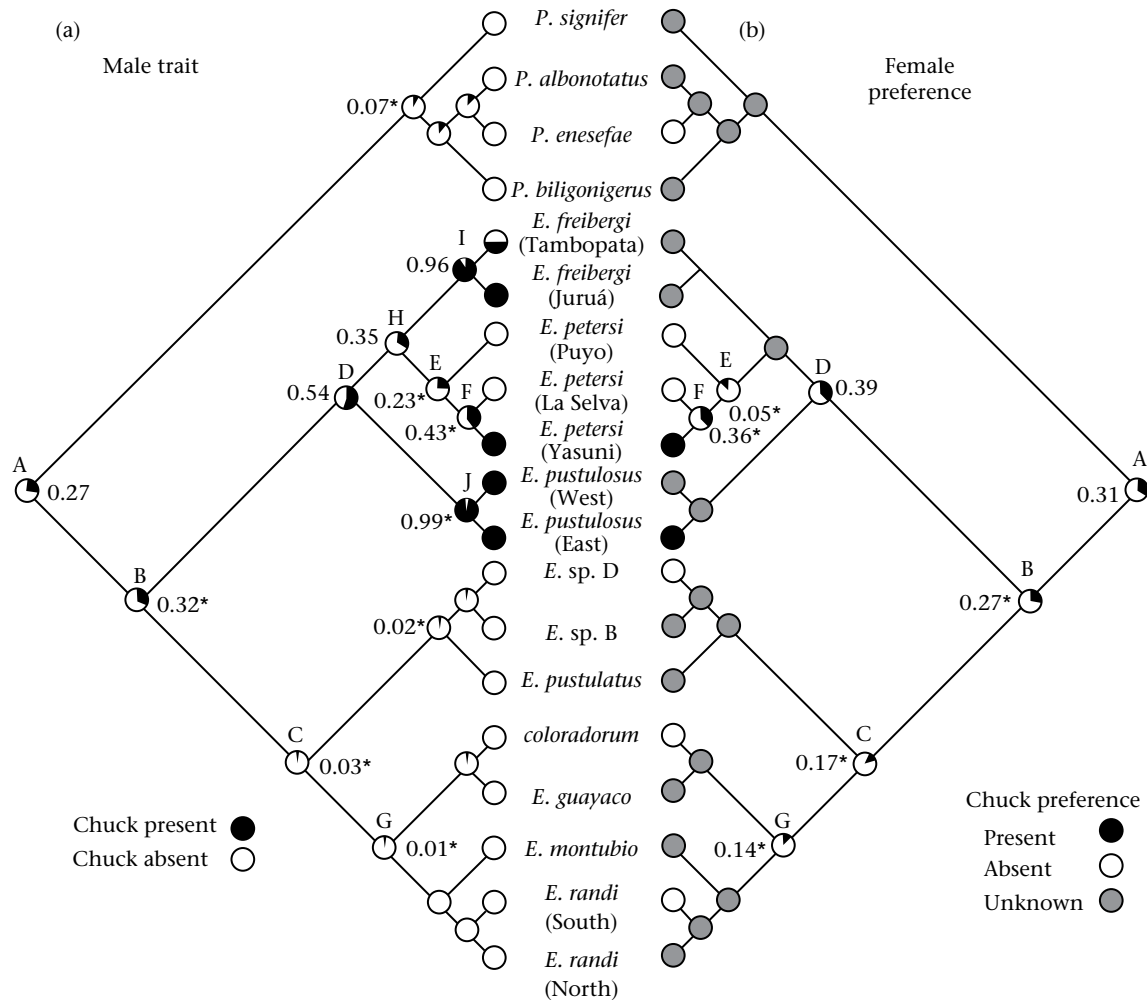 (a)
Male trait
(b)
Female
preference
P. signifer
P. albonotatus
P. enesefae
P. biligonigerus
E. freibergi
(Tambopata)
E. freibergi
(Juruá)
E. petersi
(Puyo)
E. petersi
(La Selva)
E. petersi
(Yasuni)
E. pustulosus
(West)
E. pustulosus
(East)
E. sp. D
E. sp. B
E. pustulatus
coloradorum
E. guayaco
E. montubio
E. randi
(South)
E. randi
(North)
0.07*
I
0.96
H
0.35
D
0.54
E
0.23*
F
0.43*
J
0.99*
A
0.27
B
0.32*
0.02*
C
0.03*
G
0.01*
Chuck present
Chuck absent
E
0.05*
F
0.36*
D
0.39
A
0.31
B
0.27*
C
0.17*
G
0.14*
Chuck preference
Present
Absent
Unknown